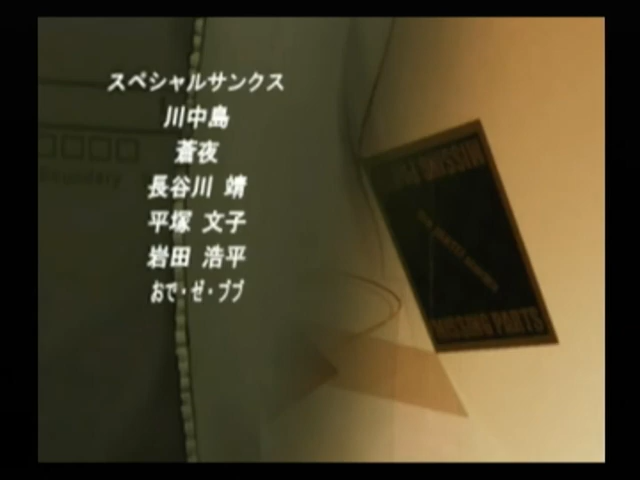 スペシャルサンクス
川中島
蒼夜
長谷川 靖
平塚 文子
岩田 浩平
おで・ゼ・ブブ
MISSING PARTS